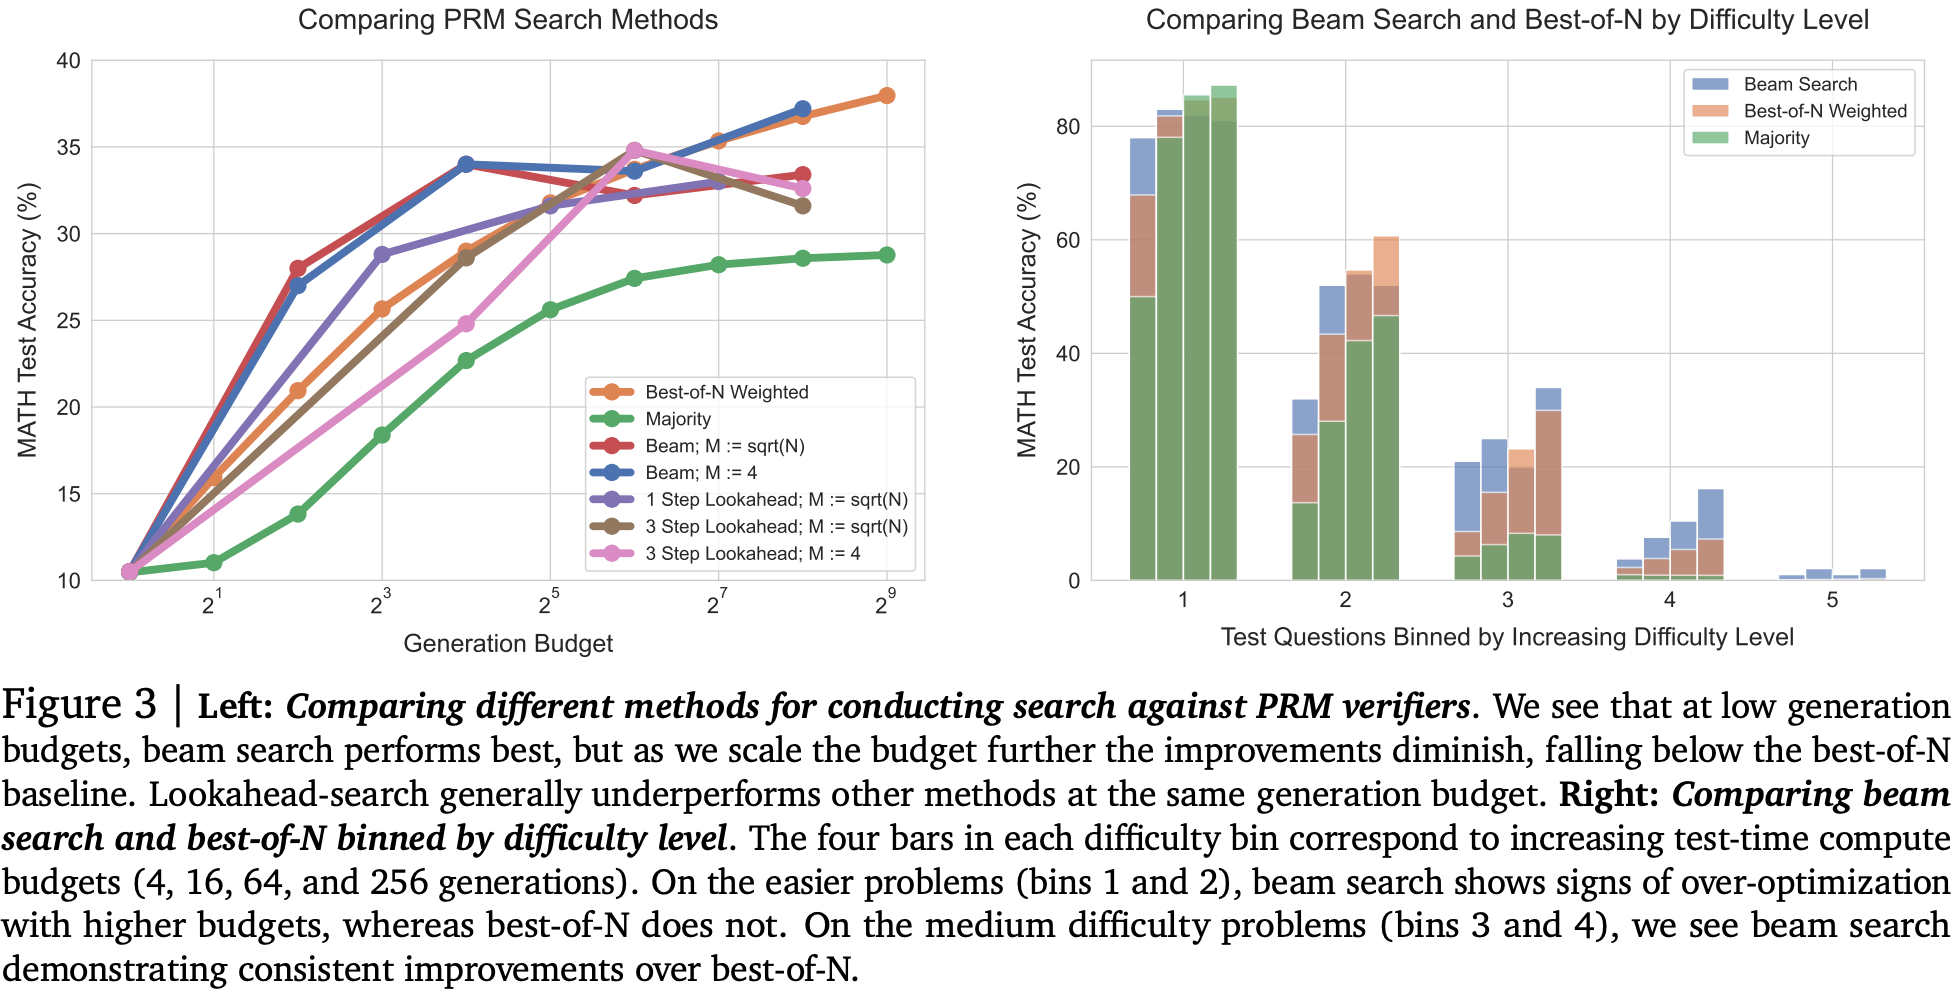 Comparing PRM Search Methods
MATH Test Accuracy (%)
40
35
30
25
20
15
10
2^1
2^3
2^5
2^7
2^9
Generation Budget
Best-of-N Weighted
Majority
Beam; M := sqrt(N)
Beam; M := 4
1 Step Lookahead; M := sqrt(N)
3 Step Lookahead; M := sqrt(N)
3 Step Lookahead; M := 4
Comparing Beam Search and Best-of-N by Difficulty Level
MATH Test Accuracy (%)
80
60
40
20
0
1
2
3
4
5
Test Questions Binned by Increasing Difficulty Level
Beam Search
Best-of-N Weighted
Majority
Figure 3 | Left: Comparing different methods for conducting search against PRM verifiers. We see that at low generation
budgets, beam search performs best, but as we scale the budget further the improvements diminish, falling below the best-of-N
baseline. Lookahead-search generally underperforms other methods at the same generation budget. Right: Comparing beam
search and best-of-N binned by difficulty level. The four bars in each difficulty bin correspond to increasing test-time compute
budgets (4, 16, 64, and 256 generations). On the easier problems (bins 1 and 2), beam search shows signs of over-optimization
with higher budgets, whereas best-of-N does not. On the medium difficulty problems (bins 3 and 4), we see beam search
demonstrating consistent improvements over best-of-N.